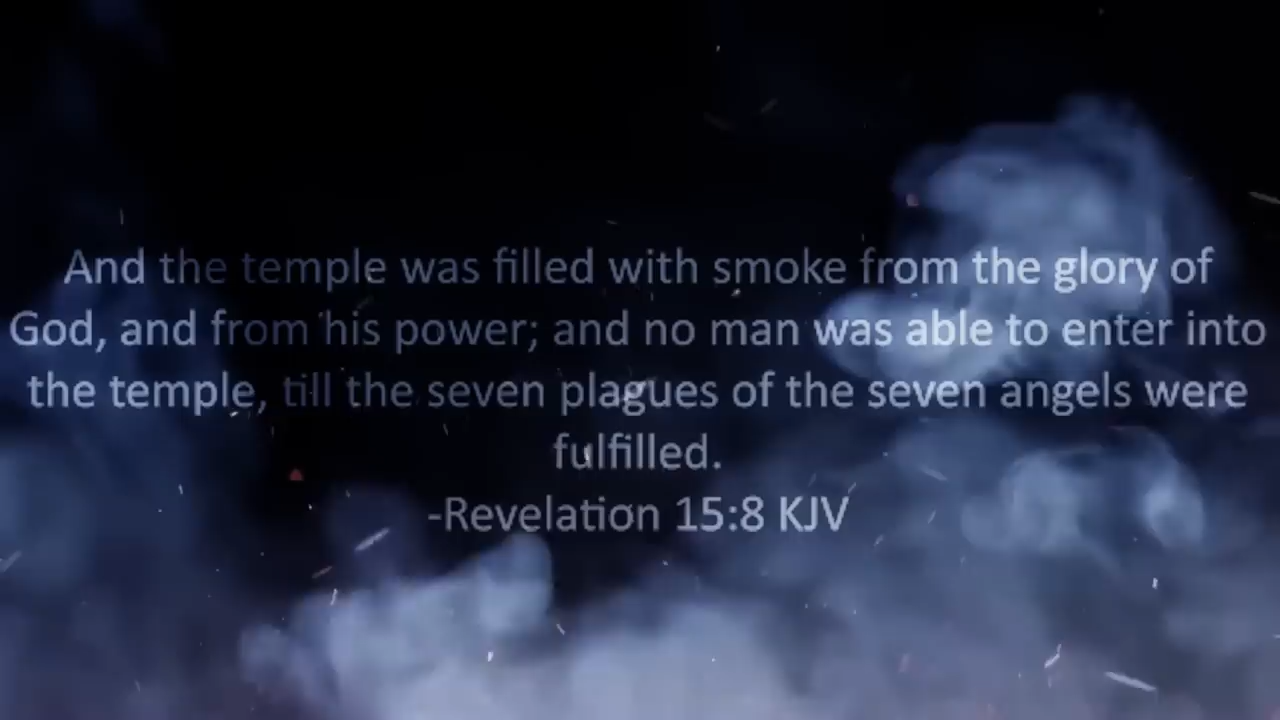 And the temple was filled with smoke from the glory of
God, and from his power; and no man was able to enter into
the temple, till the seven plagues of the seven angels were
fulfilled.
-Revelation 15:8 KJV